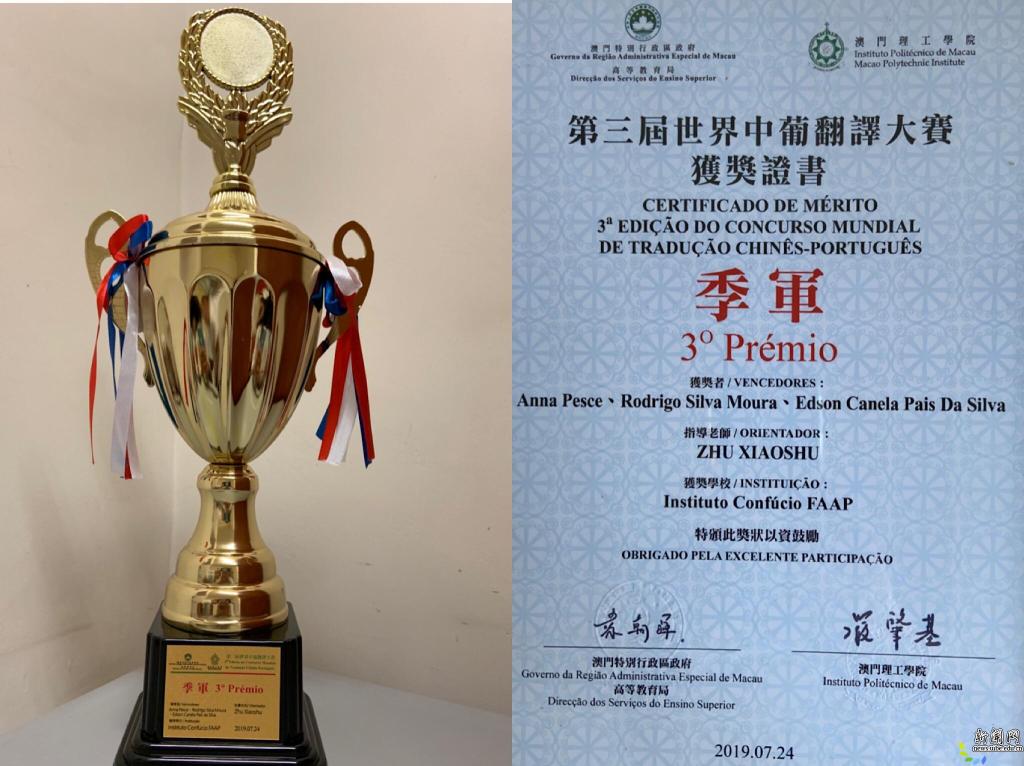 季軍 3º Prémio
Zhu Xiaoshu
Instituto Confúcio FAAP
2019.07.24
澳門特別行政區政府
Governo da Região Administrativa Especial de Macau
高等教育局
Direcção dos Serviços do Ensino Superior
澳門理工學院
Instituto Politécnico de Macau
Macao Polytechnic Institute
第三屆世界中葡翻譯大賽
獲獎證書
CERTIFICADO DE MÉRITO
3ª EDIÇÃO DO CONCURSO MUNDIAL
DE TRADUÇÃO CHINÊS-PORTUGUÊS
季軍
3º Prémio
獲獎者 / VENCEDORES：
Anna Pesce、Rodrigo Silva Moura、Edson Canela Pais Da Silva
指導老師 / ORIENTADOR：
ZHU XIAOSHU
獲獎學校 / INSTITUIÇÃO：
Instituto Confúcio FAAP
特頒此獎狀以資鼓勵
OBRIGADO PELA EXCELENTE PARTICIPAÇÃO
澳門特別行政區政府
Governo da Região Administrativa Especial de Macau
高等教育局
Direcção dos Serviços do Ensino Superior
澳門理工學院
Instituto Politécnico de Macau
2019.07.24
新聞网